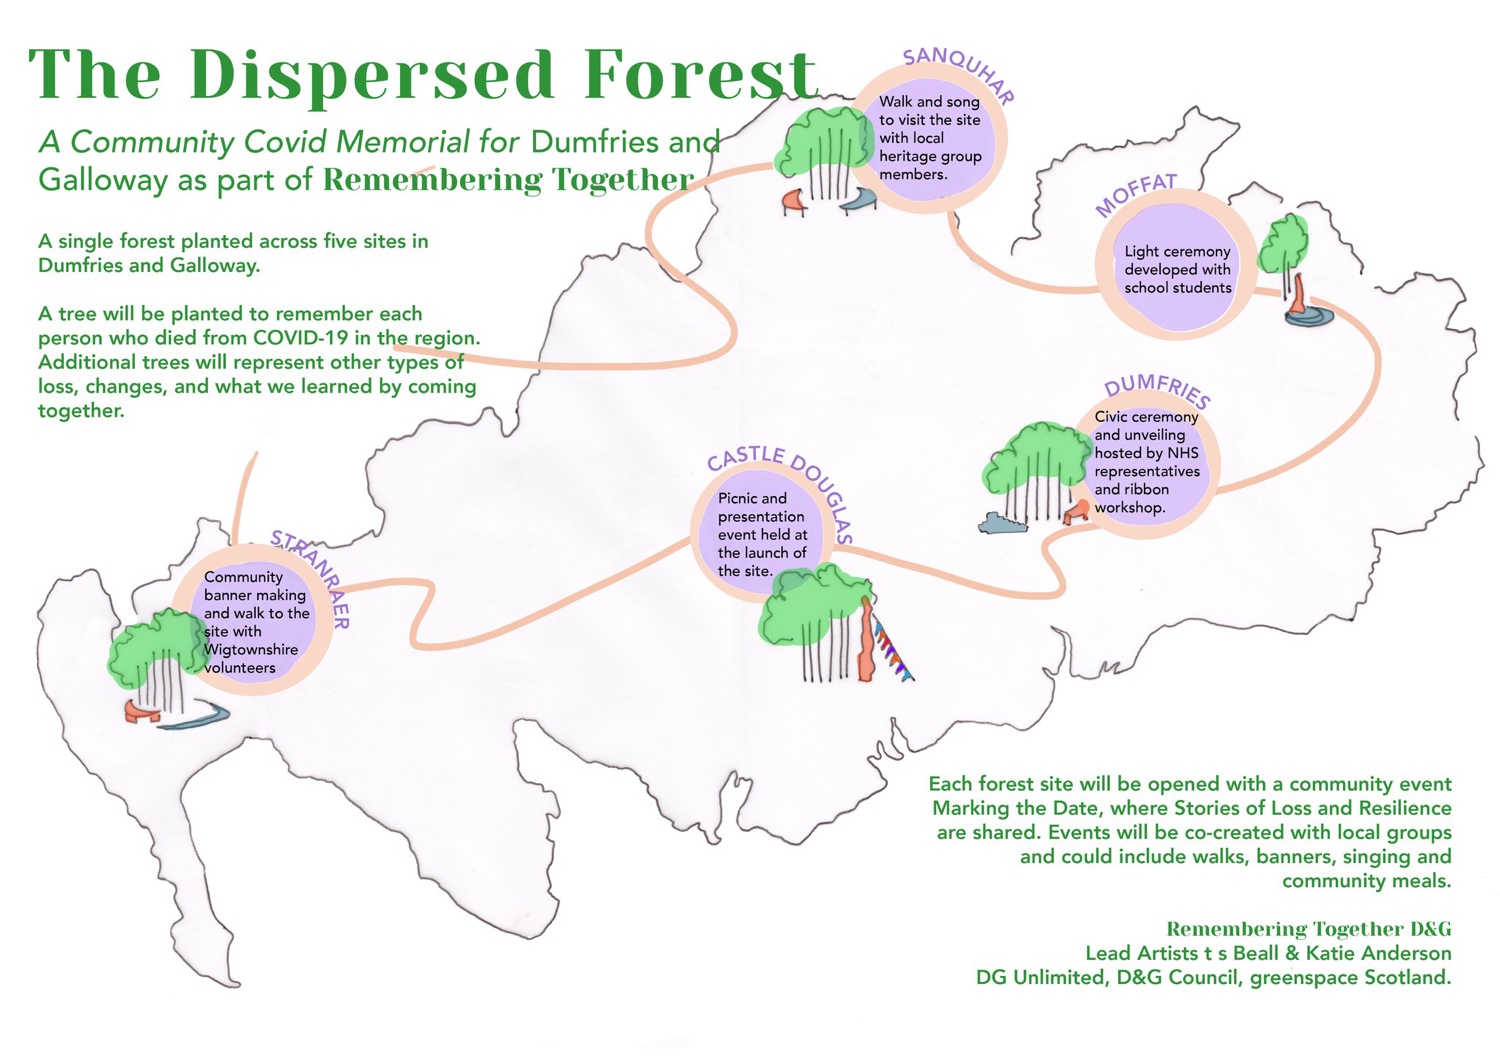 The Dispersed Forest
A Community Covid Memorial for Dumfries and
Galloway as part of Remembering Together
A single forest planted across five sites in
Dumfries and Galloway.
A tree will be planted to remember each
person who died from COVID-19 in the region.
Additional trees will represent other types of
loss, changes, and what we learned by coming
together.
SANQUHAR
Walk and song
to visit the site
with local
heritage group
members.
MOFFAT
Light ceremony
developed with
school students
DUMFRIES
Civic ceremony
and unveiling
hosted by NHS
representatives
and ribbon
workshop.
CASTLE DOUGLAS
Picnic and
presentation
event held at
the launch of
the site.
STRANRAER
Community
banner making
and walk to the
site with
Wigtownshire
volunteers
Each forest site will be opened with a community event
Marking the Date, where Stories of Loss and Resilience
are shared. Events will be co-created with local groups
and could include walks, banners, singing and
community meals.
Remembering Together D&G
Lead Artists t s Beall & Katie Anderson
DG Unlimited, D&G Council, greenspace Scotland.